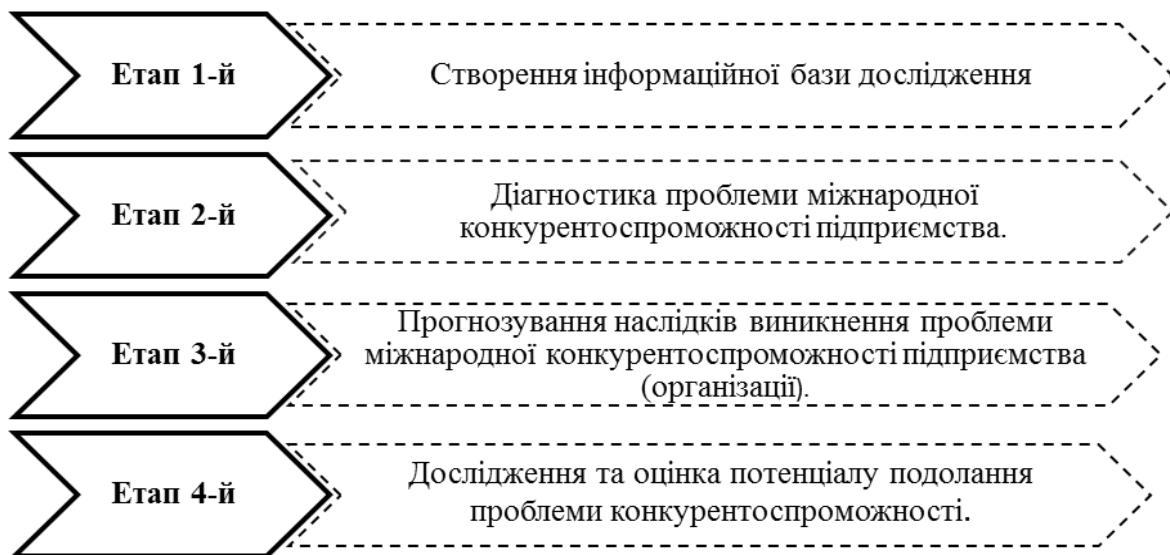 Етап 1-й
Створення інформаційної бази дослідження
Етап 2-й
Діагностика проблеми міжнародної
конкурентоспроможності підприємства.
Етап 3-й
Прогнозування наслідків виникнення проблеми
міжнародної конкурентоспроможності підприємства
(організації).
Етап 4-й
Дослідження та оцінка потенціалу подолання
проблеми конкурентоспроможності.